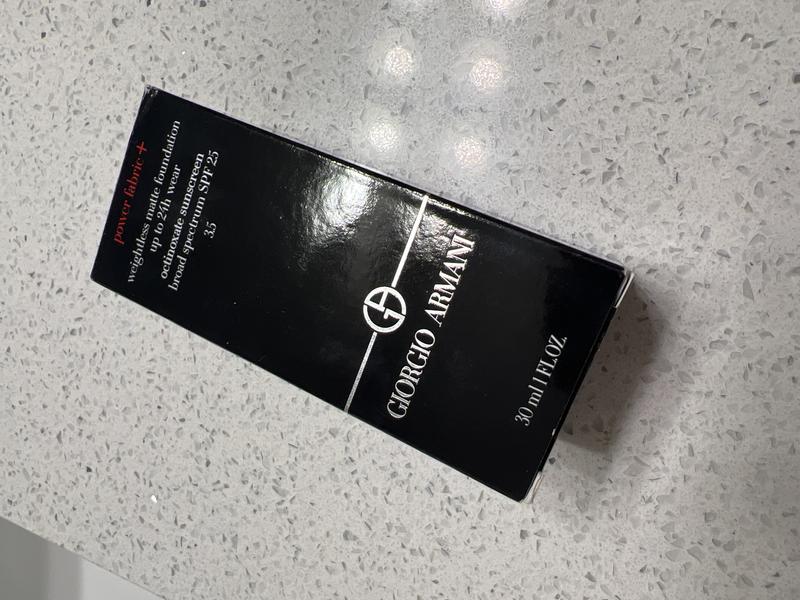 power fabric +
weightless matte foundation
up to 24h wear
octinoxate sunscreen
broad spectrum SPF 25
3.5
GA
GIORGIO ARMANI
30 ml 1 FL.OZ.